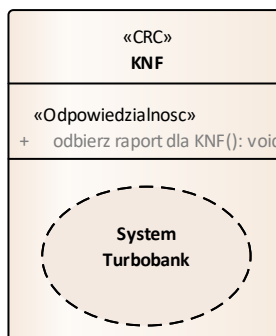 «CRC»
KNF
«Odpowiedzialnosc»
+ odbierz raport dla KNF(): void
System
Turbobank